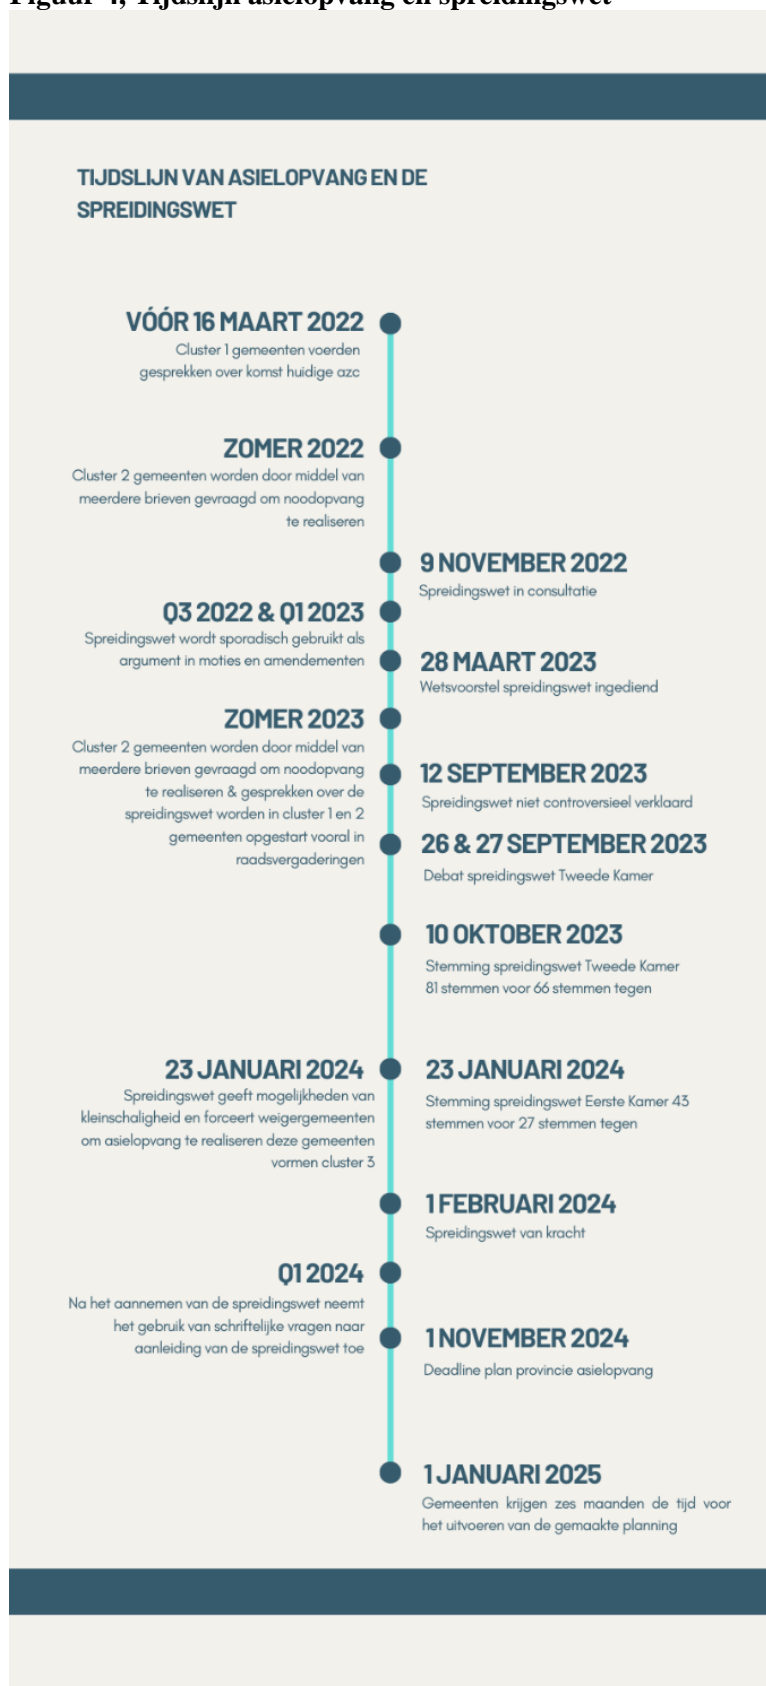 Figuur 4, Tijdslijn asielopvang en spreidingswet
TIJDSLIJN VAN ASIELOPVANG EN DE
SPREIDINGSWET
VÓÓR 16 MAART 2022
Cluster 1 gemeenten voerden
gesprekken over komst huidige azc
ZOMER 2022
Cluster 2 gemeenten worden door middel van
meerdere brieven gevraagd om noodopvang
te realiseren
9 NOVEMBER 2022
Spreidingswet in consultatie
Q3 2022 & Q1 2023
Spreidingswet wordt sporadisch gebruikt als
argument in moties en amendementen
28 MAART 2023
Wetsvoorstel spreidingswet ingediend
ZOMER 2023
Cluster 2 gemeenten worden door middel van
meerdere brieven gevraagd om noodopvang
te realiseren & gesprekken over de
spreidingswet worden in cluster 1 en 2
gemeenten opgestart vooral in
raadsvergaderingen
12 SEPTEMBER 2023
Spreidingswet niet controversieel verklaard
26 & 27 SEPTEMBER 2023
Debat spreidingswet Tweede Kamer
10 OKTOBER 2023
Stemming spreidingswet Tweede Kamer
81 stemmen voor 66 stemmen tegen
23 JANUARI 2024
Spreidingswet geeft mogelijkheden van
kleinschaligheid en forceert weigergemeenten
om asielopvang te realiseren deze gemeenten
vormen cluster 3
23 JANUARI 2024
Stemming spreidingswet Eerste Kamer 43
stemmen voor 27 stemmen tegen
1 FEBRUARI 2024
Spreidingswet van kracht
Q1 2024
Na het aannemen van de spreidingswet neemt
het gebruik van schriftelijke vragen naar
aanleiding van de spreidingswet toe
1 NOVEMBER 2024
Deadline plan provincie asielopvang
1 JANUARI 2025
Gemeenten krijgen zes maanden de tijd voor
het uitvoeren van de gemaakte planning